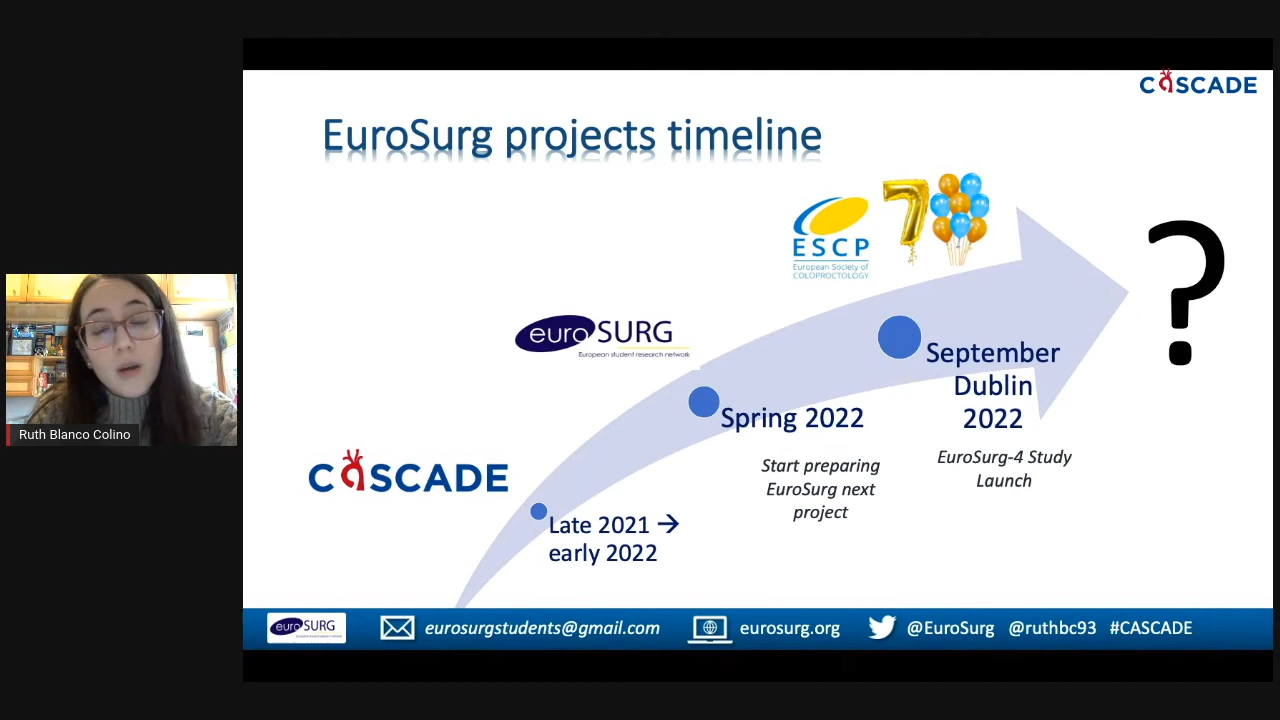 CASCADE
EuroSurg projects timeline
7
ESCP
European Society of
COLOPROCTOLOGY
?
euroSURG
European student research network
September
Dublin
2022
Spring 2022
EuroSurg-4 Study
Launch
Start preparing
EuroSurg next
project
CASCADE
Late 2021 →
early 2022
Ruth Blanco Colino
euroSURG
eurosurgstudents@gmail.com
eurosurg.org
@EuroSurg @ruthbc93 #CASCADE